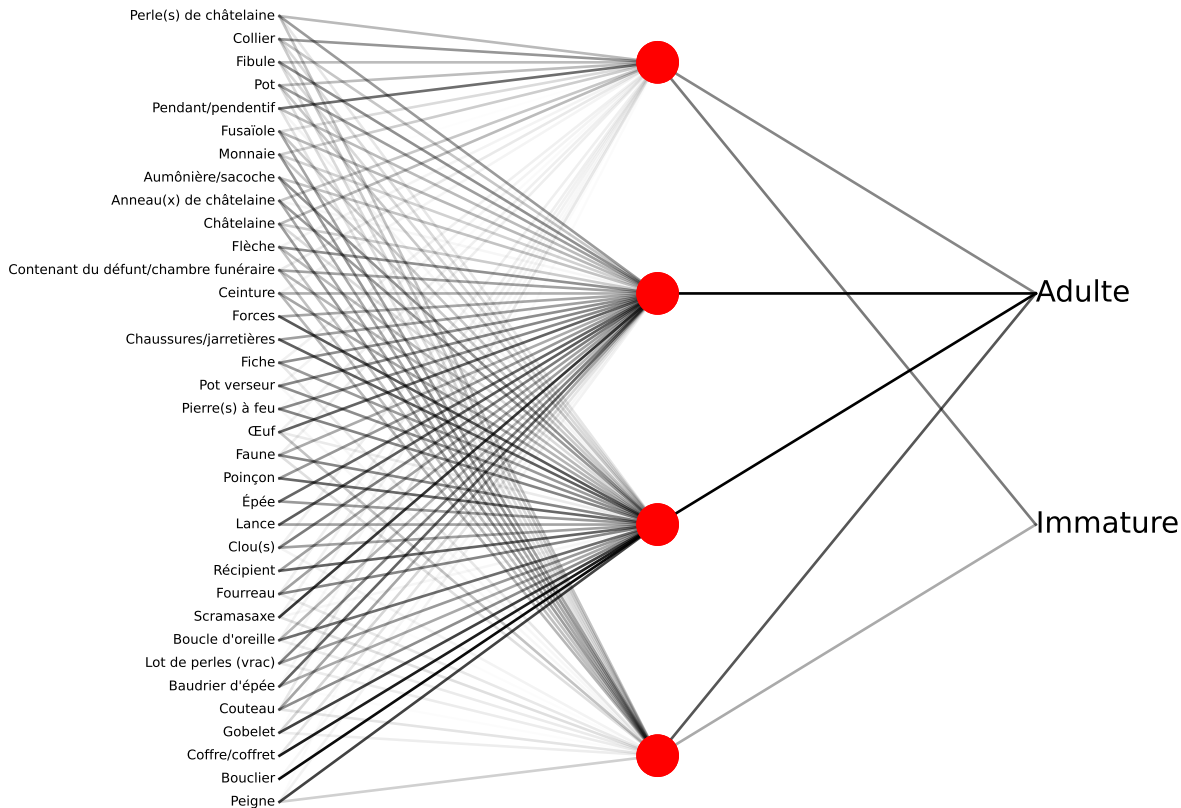 Perle(s) de châtelaine
Collier
Fibule
Pot
Pendant/pendentif
Fusaïole
Monnaie
Aumônière/sacoche
Anneau(x) de châtelaine
Châtelaine
Flèche
Contenant du défunt/chambre funéraire
Ceinture
Forces
Chaussures/jarretières
Fiche
Pot verseur
Pierre(s) à feu
Œuf
Faune
Poinçon
Épée
Lance
Clou(s)
Récipient
Fourreau
Scramasaxe
Boucle d'oreille
Lot de perles (vrac)
Baudrier d'épée
Couteau
Gobelet
Coffre/coffret
Bouclier
Peigne
Adulte
Immature